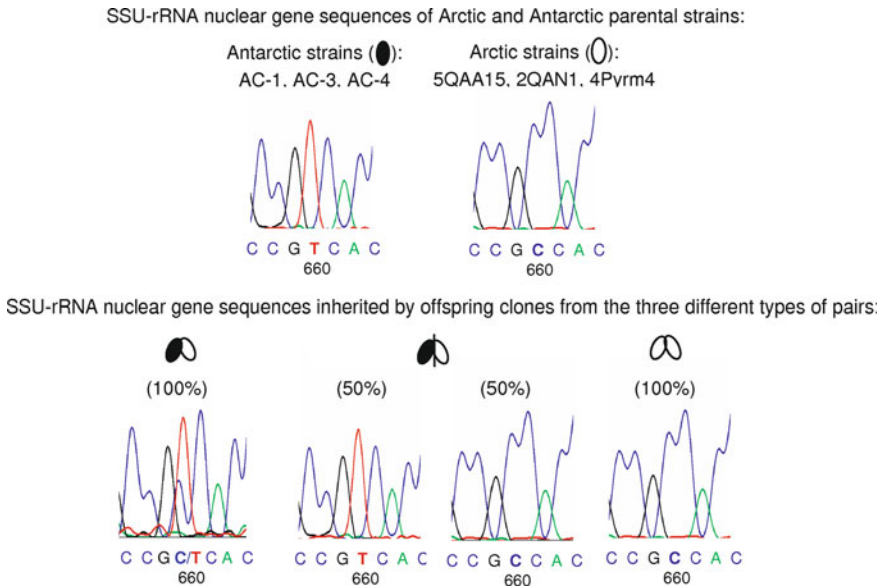 SSU-rRNA nuclear gene sequences of Arctic and Antarctic parental strains:
Antarctic strains ( ): Arctic strains ( ):
AC-1, AC-3, AC-4 5QAA15, 2QAN1, 4Pyrm4
C C G T C A C C C G C C A C
660 660
SSU-rRNA nuclear gene sequences inherited by offspring clones from the three different types of pairs:
(100%) (50%) (50%) (100%)
C C G C/T C A C C C G T C A C C C G C C A C C C G C C A C
660 660 660 660